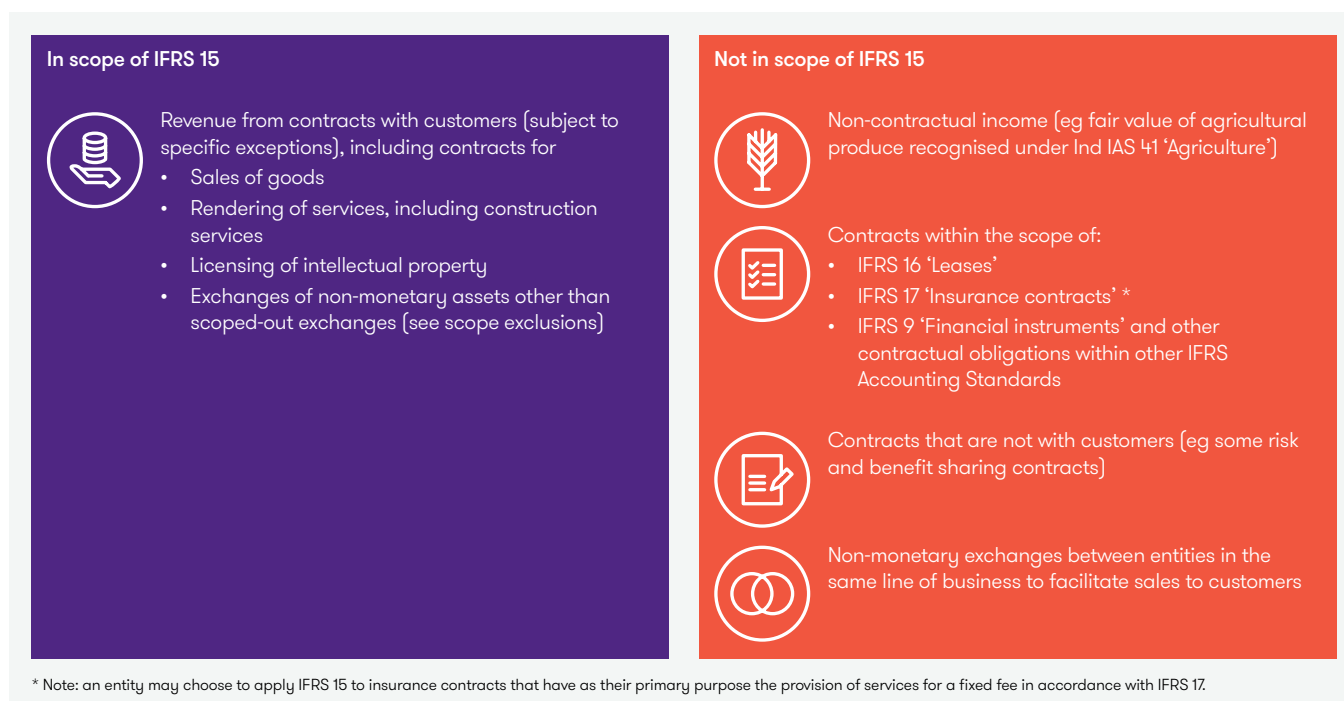 In scope of IFRS 15
Revenue from contracts with customers (subject to
specific exceptions), including contracts for
• Sales of goods
• Rendering of services, including construction
services
• Licensing of intellectual property
• Exchanges of non-monetary assets other than
scoped-out exchanges (see scope exclusions)
Not in scope of IFRS 15
Non-contractual income (eg fair value of agricultural
produce recognised under Ind IAS 41 ‘Agriculture’)
Contracts within the scope of:
• IFRS 16 ‘Leases’
• IFRS 17 ‘Insurance contracts’ *
• IFRS 9 ‘Financial instruments’ and other
contractual obligations within other IFRS
Accounting Standards
Contracts that are not with customers (eg some risk
and benefit sharing contracts)
Non-monetary exchanges between entities in the
same line of business to facilitate sales to customers
* Note: an entity may choose to apply IFRS 15 to insurance contracts that have as their primary purpose the provision of services for a fixed fee in accordance with IFRS 17.